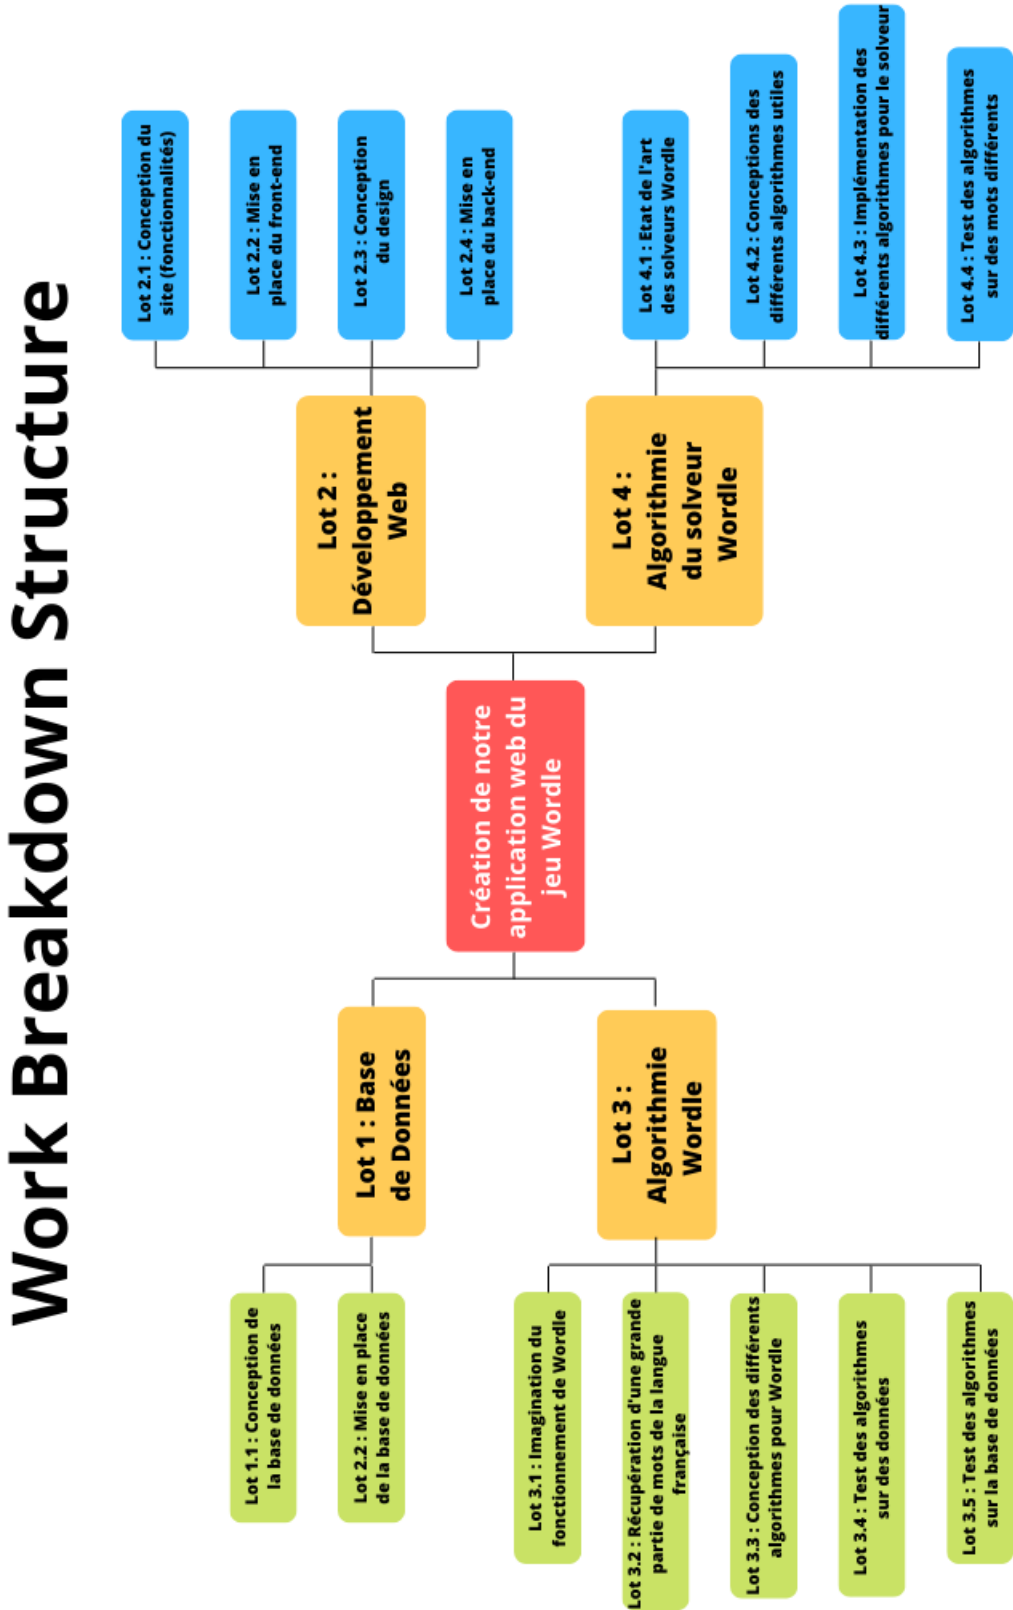 Work Breakdown Structure
Création de notre
application web du
jeu Wordle
Lot 1 : Base
de Données
Lot 1.1 : Conception de
la base de données
Lot 2.2 : Mise en place
de la base de données
Lot 3 :
Algorithmie
Wordle
Lot 3.1 : Imagination du
fonctionnement de Wordle
Lot 3.2 : Récupération d'une grande
partie de mots de la langue
française
Lot 3.3 : Conception des différents
algorithmes pour Wordle
Lot 3.4 : Test des algorithmes
sur des données
Lot 3.5 : Test des algorithmes
sur la base de données
Lot 2 :
Développement
Web
Lot 2.1 : Conception du
site (fonctionnalités)
Lot 2.2 : Mise en
place du front-end
Lot 2.3 : Conception
du design
Lot 2.4 : Mise en
place du back-end
Lot 4 :
Algorithmie
du solveur
Wordle
Lot 4.1 : Etat de l'art
des solveurs Wordle
Lot 4.2 : Conceptions des
différents algorithmes utiles
Lot 4.3 : Implémentation des
différents algorithmes pour le solveur
Lot 4.4 : Test des algorithmes
sur des mots différents